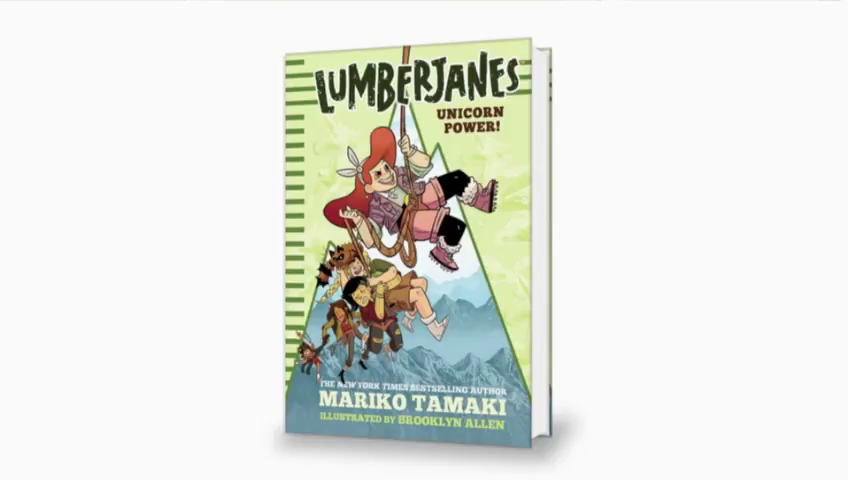 LUMBERJANES
UNICORN
POWER!
THE NEW YORK TIMES BESTSELLING AUTHOR
MARIKO TAMAKI
ILLUSTRATED BY BROOKLYN ALLEN